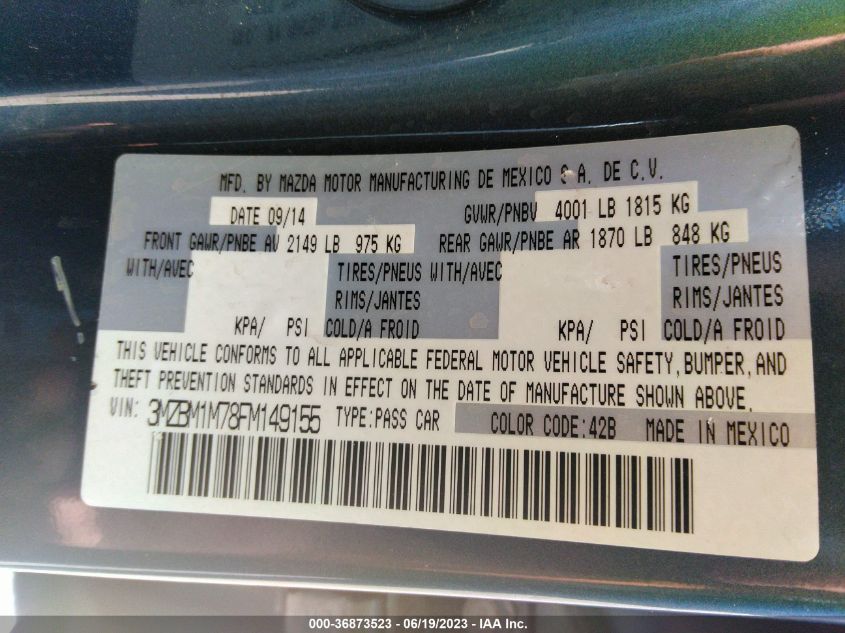 MFD. BY MAZDA MOTOR MANUFACTURING DE MEXICO S A. DE C.V.
DATE 09/14 GVWR/PNBV 4001 LB 1815 KG
FRONT GAWR/PNBE AV 2149 LB 975 KG REAR GAWR/PNBE AR 1870 LB 848 KG
WITH/AVEC TIRES/PNEUS WITH/AVEC TIRES/PNEUS
RIMS/JANTES RIMS/JANTES
KPA/ PSI COLD/A FROID KPA/ PSI COLD/A FROID
THIS VEHICLE CONFORMS TO ALL APPLICABLE FEDERAL MOTOR VEHICLE SAFETY, BUMPER, AND
THEFT PREVENTION STANDARDS IN EFFECT ON THE DATE OF MANUFACTURE SHOWN ABOVE.
VIN: 3MZBM1M78FM149155 TYPE:PASS CAR COLOR CODE:42B MADE IN MEXICO
000-36873523 - 06/19/2023 - IAA Inc.